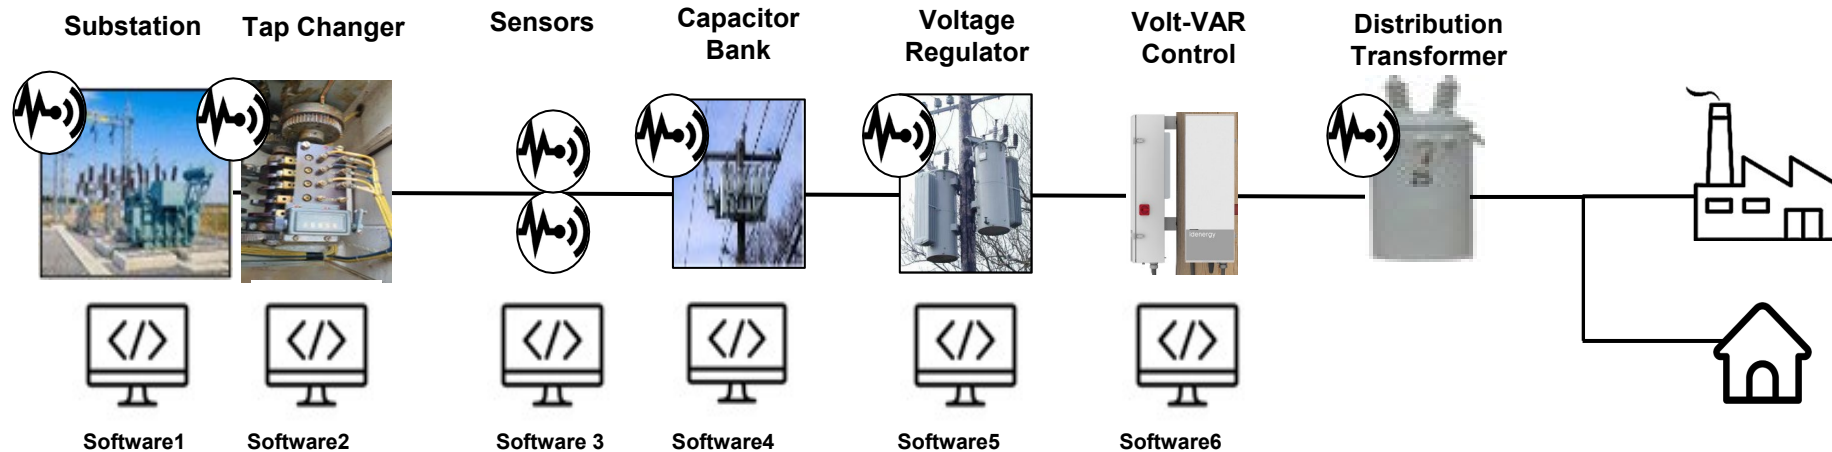 Substation
Tap Changer
Sensors
Capacitor
Bank
Voltage
Regulator
Volt-VAR
Control
Distribution
Transformer
idenergy
Software1
Software2
Software 3
Software4
Software5
Software6